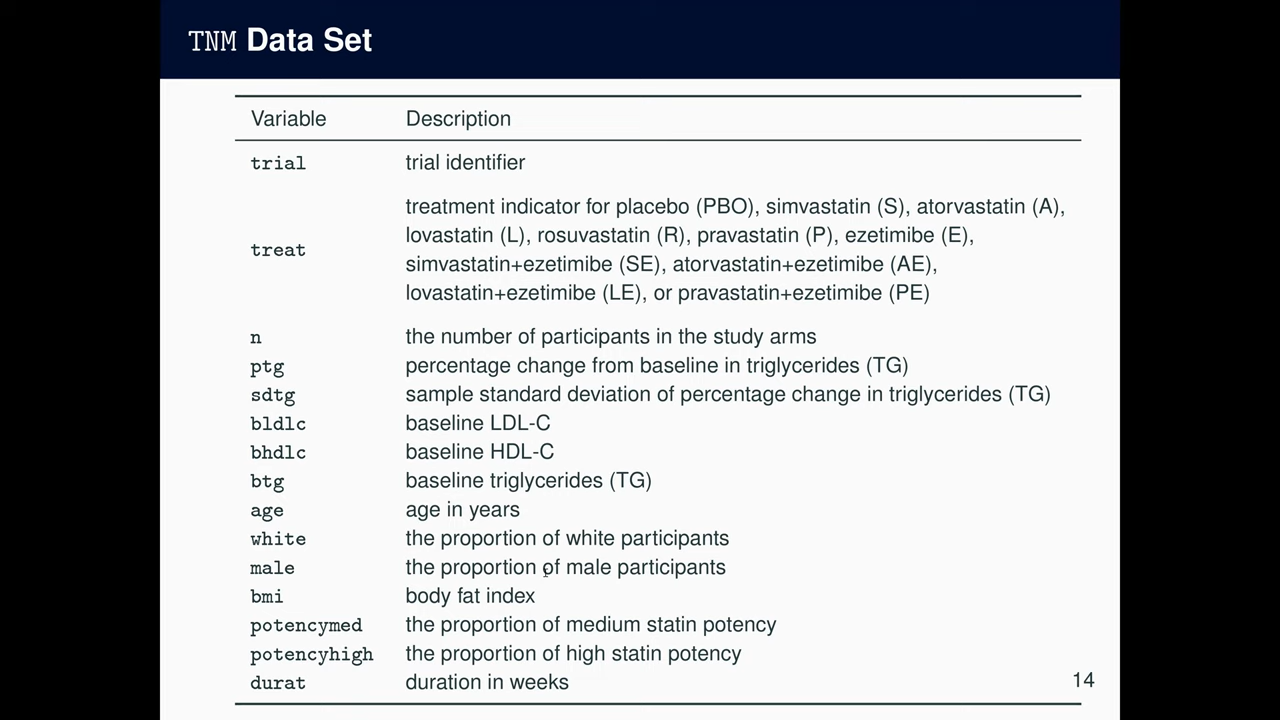 TNM Data Set
Variable Description
trial trial identifier
treatment indicator for placebo (PBO), simvastatin (S), atorvastatin (A),
lovastatin (L), rosuvastatin (R), pravastatin (P), ezetimibe (E),
treat
simvastatin+ezetimibe (SE), atorvastatin+ezetimibe (AE),
lovastatin+ezetimibe (LE), or pravastatin+ezetimibe (PE)
n the number of participants in the study arms
ptg percentage change from baseline in triglycerides (TG)
sdtg sample standard deviation of percentage change in triglycerides (TG)
bldlc baseline LDL-C
bhdlc baseline HDL-C
btg baseline triglycerides (TG)
age age in years
white the proportion of white participants
male the proportion of male participants
bmi body fat index
potencymed the proportion of medium statin potency
potencyhigh the proportion of high statin potency
durat duration in weeks
14